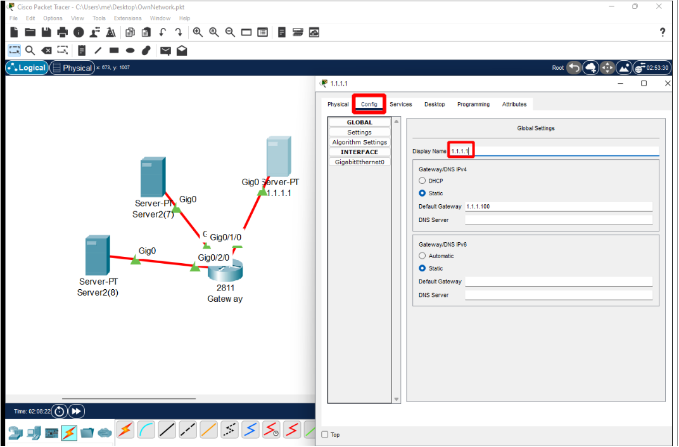 Cisco Packet Tracer - C:\Users\me\Desktop\OwnNetwork.pkt
File Edit Options View Tools Extensions Window Help
Logical Physical x: 673, y: 1007
Root 02:53:30
1.1.1.1
Physical Config Services Desktop Programming Attributes
GLOBAL
Settings
Algorithm Settings
INTERFACE
GigabitEthernet0
Global Settings
Display Name 1.1.1.1
Gateway/DNS IPv4
DHCP
Static
Default Gateway 1.1.1.100
DNS Server
Gateway/DNS IPv6
Automatic
Static
Default Gateway
DNS Server
Top
Gig0 Server-PT
1.1.1.1
Server-PT Gig0
Server2(7)
Gig0/1/0
Gig0
Gig0/2/0
Server-PT
Server2(8)
2811
Gateway
Time: 02:08:22